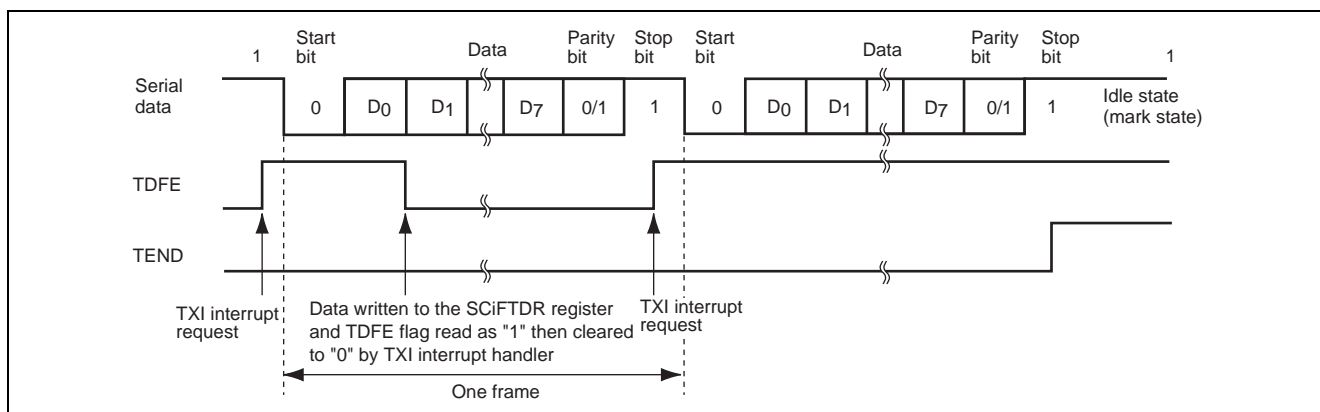 1 Start bit Data Parity bit Stop bit Start bit Data Parity bit Stop bit 1
Serial data 0 D0 D1 D7 0/1 1 0 D0 D1 D7 0/1 1 Idle state (mark state)
TDFE
TEND
TXI interrupt request
Data written to the SCiFTDR register
and TDFE flag read as "1" then cleared
to "0" by TXI interrupt handler
TXI interrupt request
One frame